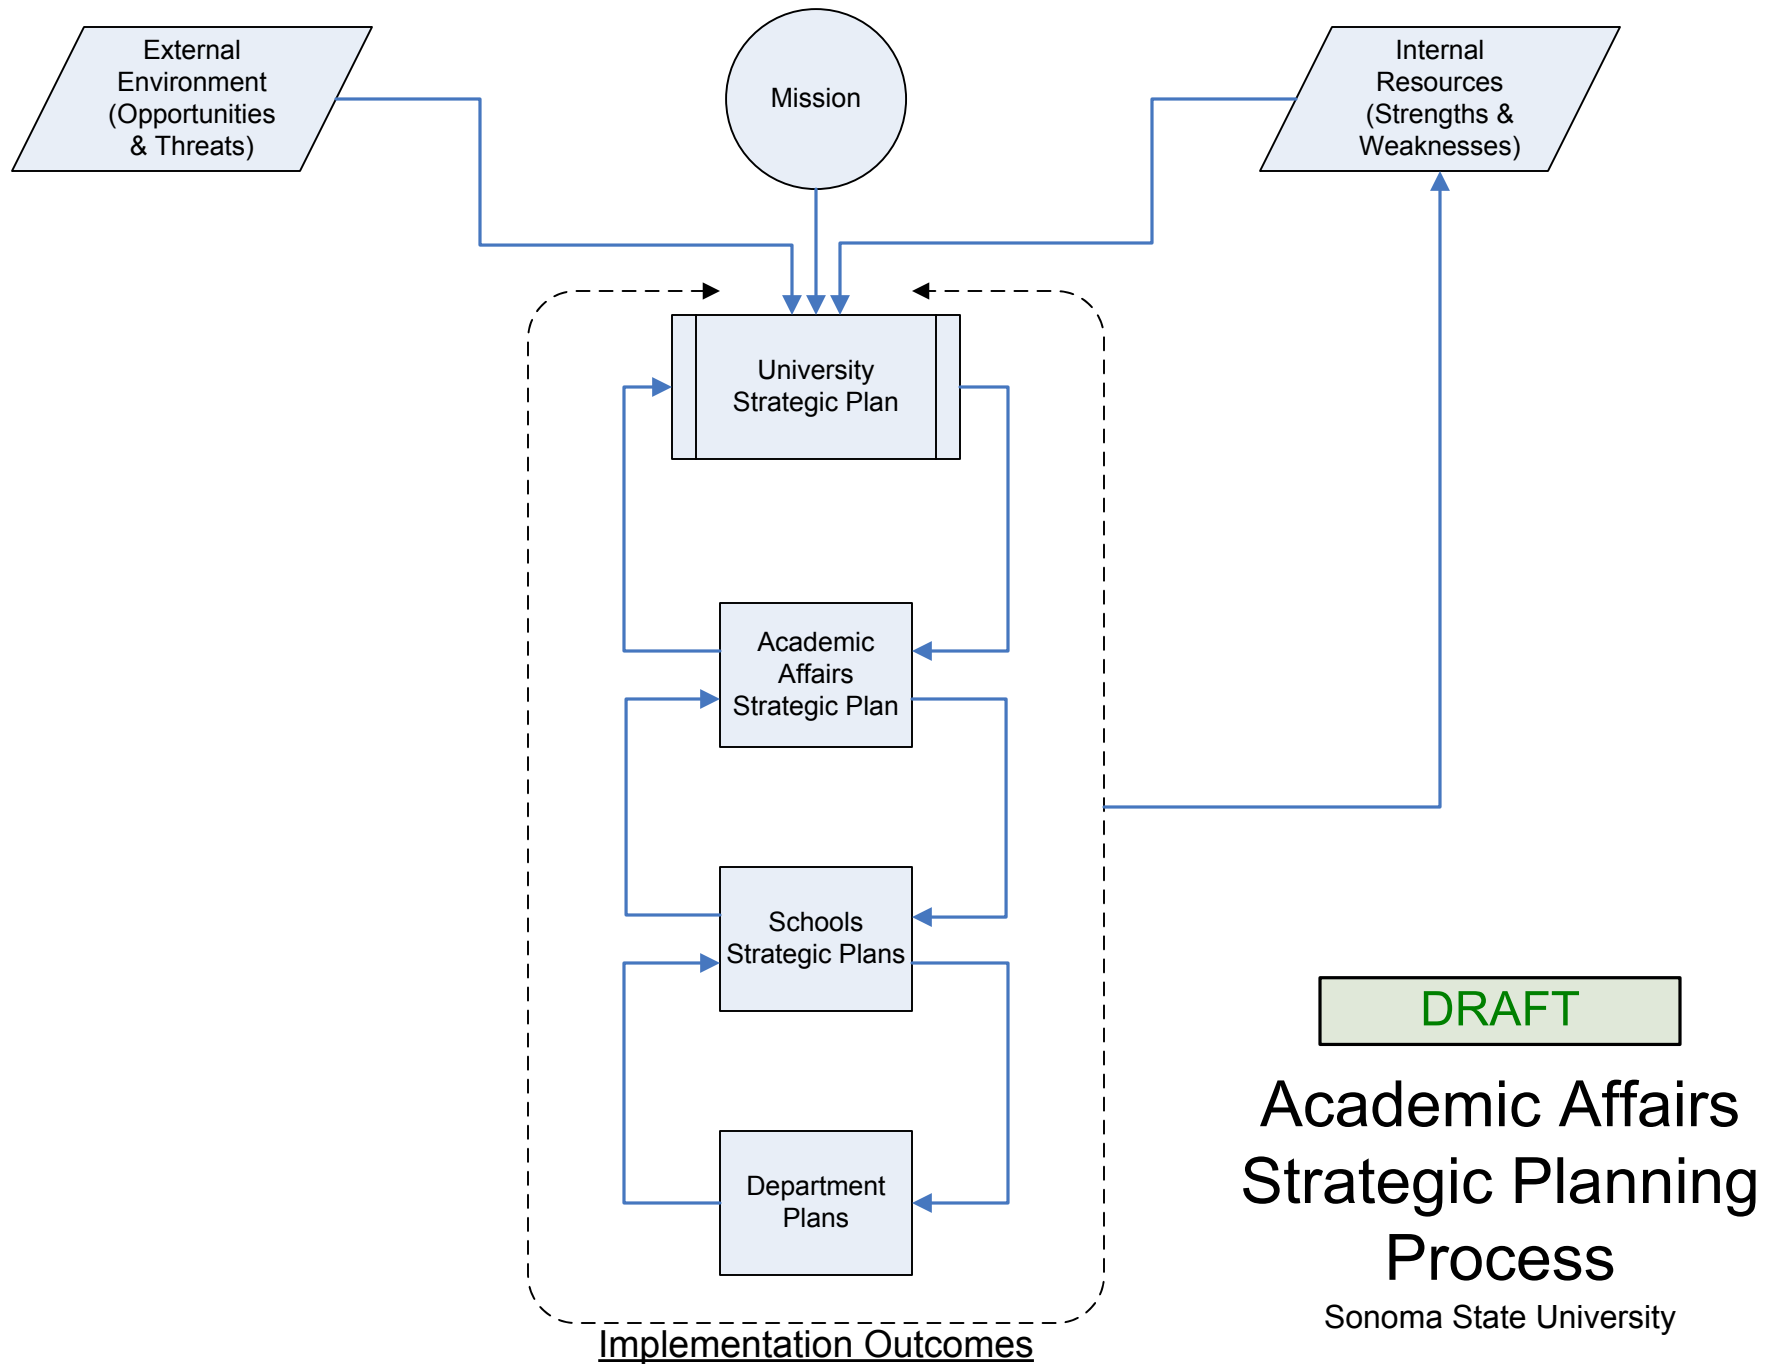 External
Environment
(Opportunities
& Threats)
Mission
Internal
Resources
(Strengths &
Weaknesses)
University
Strategic Plan
Academic
Affairs
Strategic Plan
Schools
Strategic Plans
Department
Plans
Implementation Outcomes
DRAFT
Academic Affairs
Strategic Planning
Process
Sonoma State University